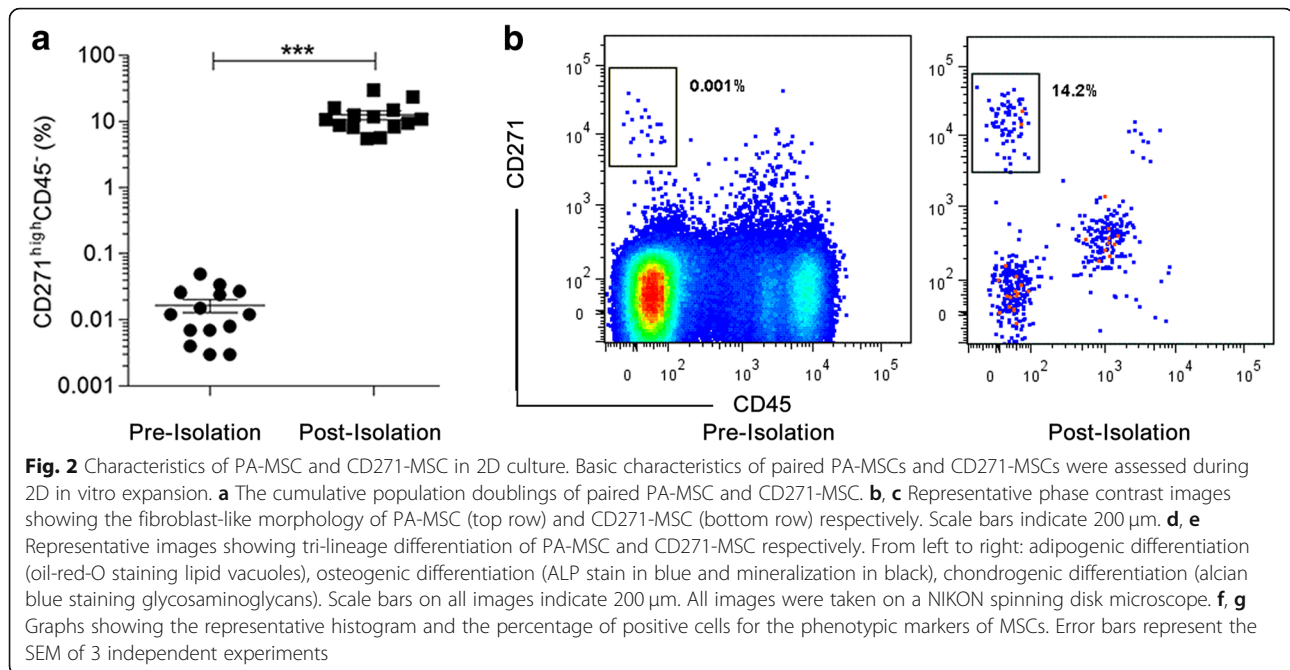 a
b
***
100
10
1
0.1
0.01
0.001
CD271highCD45- (%)
Pre-Isolation
Post-Isolation
CD271
10^5
10^4
10^3
10^2
0
0.001%
0 10^2 10^3 10^4 10^5
10^5
10^4
10^3
10^2
0
14.2%
0 10^2 10^3 10^4 10^5
CD45
Pre-Isolation
Post-Isolation
Fig. 2 Characteristics of PA-MSC and CD271-MSC in 2D culture. Basic characteristics of paired PA-MSCs and CD271-MSCs were assessed during
2D in vitro expansion. a The cumulative population doublings of paired PA-MSC and CD271-MSC. b, c Representative phase contrast images
showing the fibroblast-like morphology of PA-MSC (top row) and CD271-MSC (bottom row) respectively. Scale bars indicate 200 μm. d, e
Representative images showing tri-lineage differentiation of PA-MSC and CD271-MSC respectively. From left to right: adipogenic differentiation
(oil-red-O staining lipid vacuoles), osteogenic differentiation (ALP stain in blue and mineralization in black), chondrogenic differentiation (alcian
blue staining glycosaminoglycans). Scale bars on all images indicate 200 μm. All images were taken on a NIKON spinning disk microscope. f, g
Graphs showing the representative histogram and the percentage of positive cells for the phenotypic markers of MSCs. Error bars represent the
SEM of 3 independent experiments